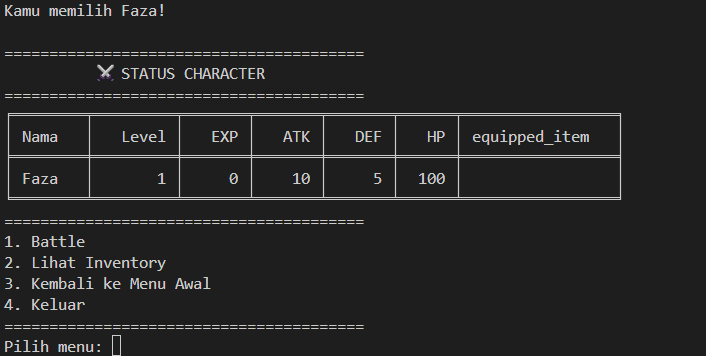 Kamu memilih Faza!
========================================
⚔️ STATUS CHARACTER
========================================
Nama Level EXP ATK DEF HP equipped_item
Faza 1 0 10 5 100
========================================
1. Battle
2. Lihat Inventory
3. Kembali ke Menu Awal
4. Keluar
========================================
Pilih menu: